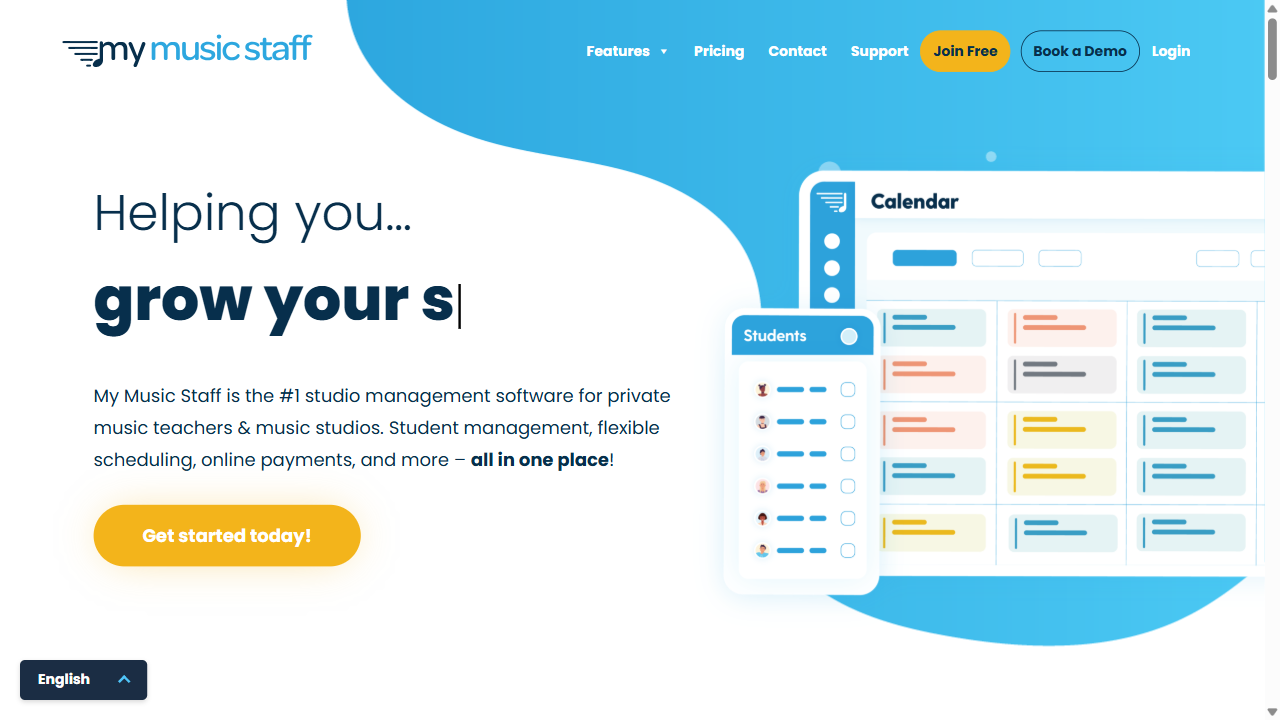 my music staff
Features
Pricing
Contact
Support
Join Free
Book a Demo
Login
Helping you...
grow your s
My Music Staff is the #1 studio management software for private
music teachers & music studios. Student management, flexible
scheduling, online payments, and more – all in one place!
Get started today!
Calendar
Students
English